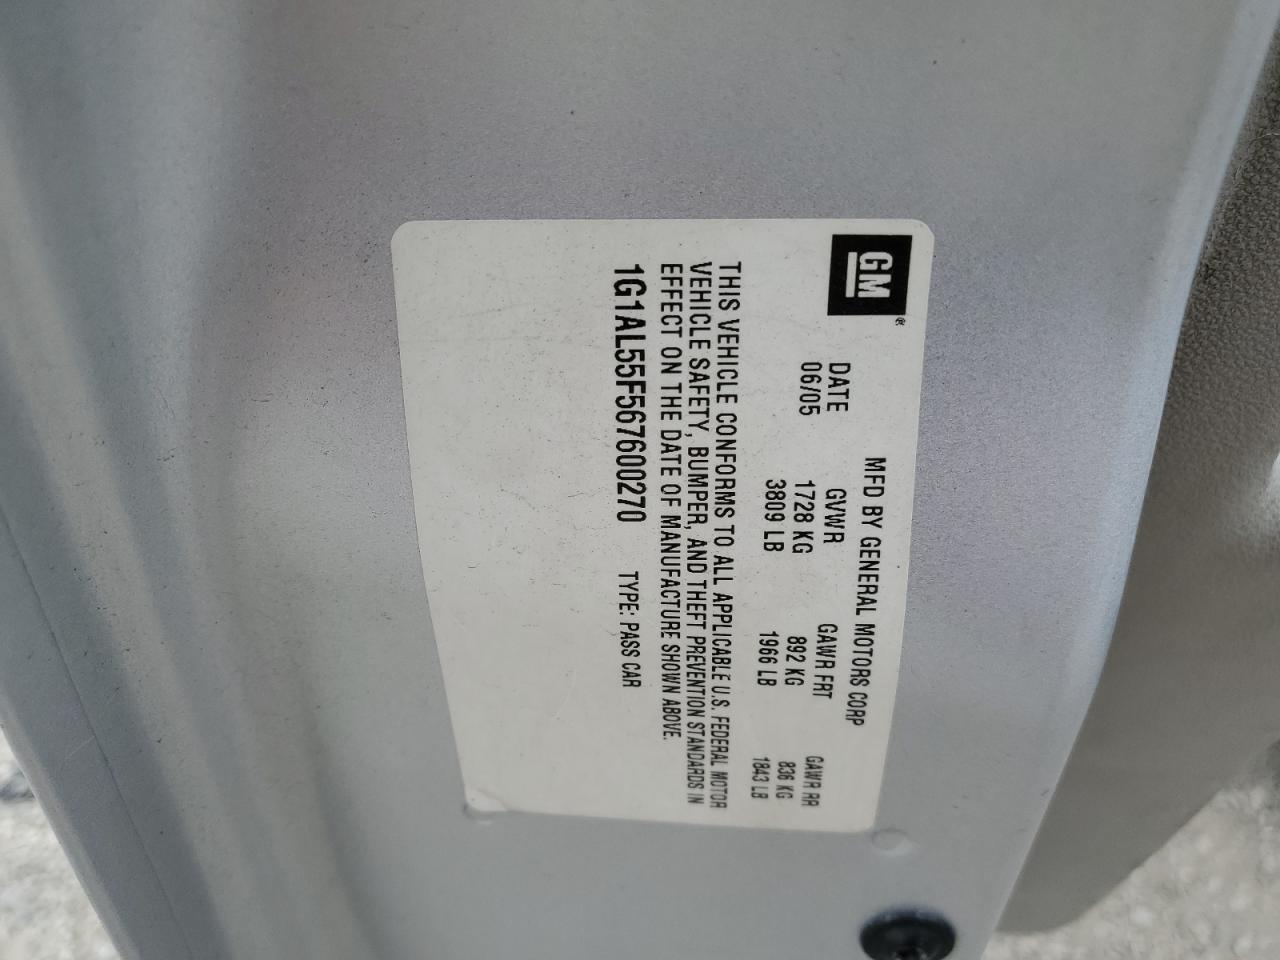 GM®
MFD BY GENERAL MOTORS CORP
DATE GVWR GAWR FRT GAWR RR
06/05 1728 KG 892 KG 836 KG
3809 LB 1966 LB 1843 LB
THIS VEHICLE CONFORMS TO ALL APPLICABLE U.S. FEDERAL MOTOR
VEHICLE SAFETY, BUMPER, AND THEFT PREVENTION STANDARDS IN
EFFECT ON THE DATE OF MANUFACTURE SHOWN ABOVE.
1G1AL55F567600270 TYPE: PASS CAR